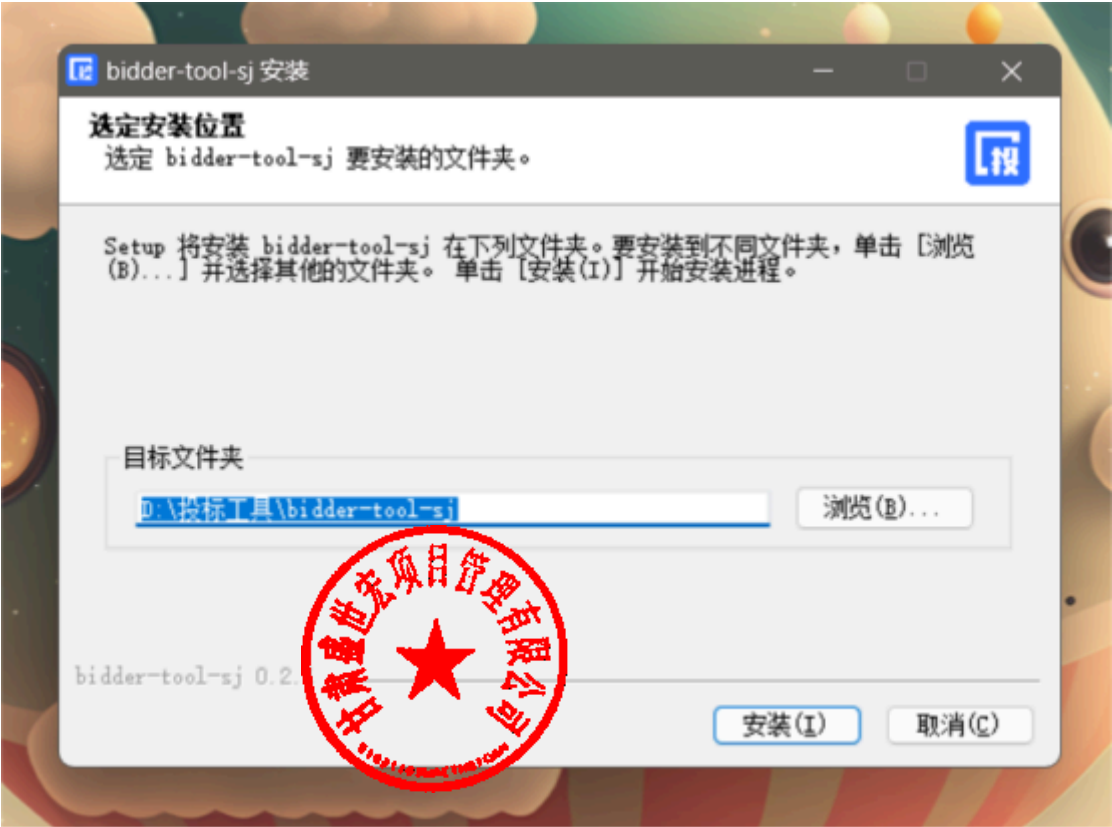 bidder-tool-sj 安装
选定安装位置
选定 bidder-tool-sj 要安装的文件夹。
投
Setup 将安装 bidder-tool-sj 在下列文件夹。要安装到不同文件夹，单击 [浏览
(B)...] 并选择其他的文件夹。 单击 [安装(I)] 开始安装进程。
目标文件夹
D:\投标工具\bidder-tool-sj
浏览(B)...
甘肃盛世宏项目管理有限公司
bidder-tool-sj 0.2.
安装(I)
取消(C)